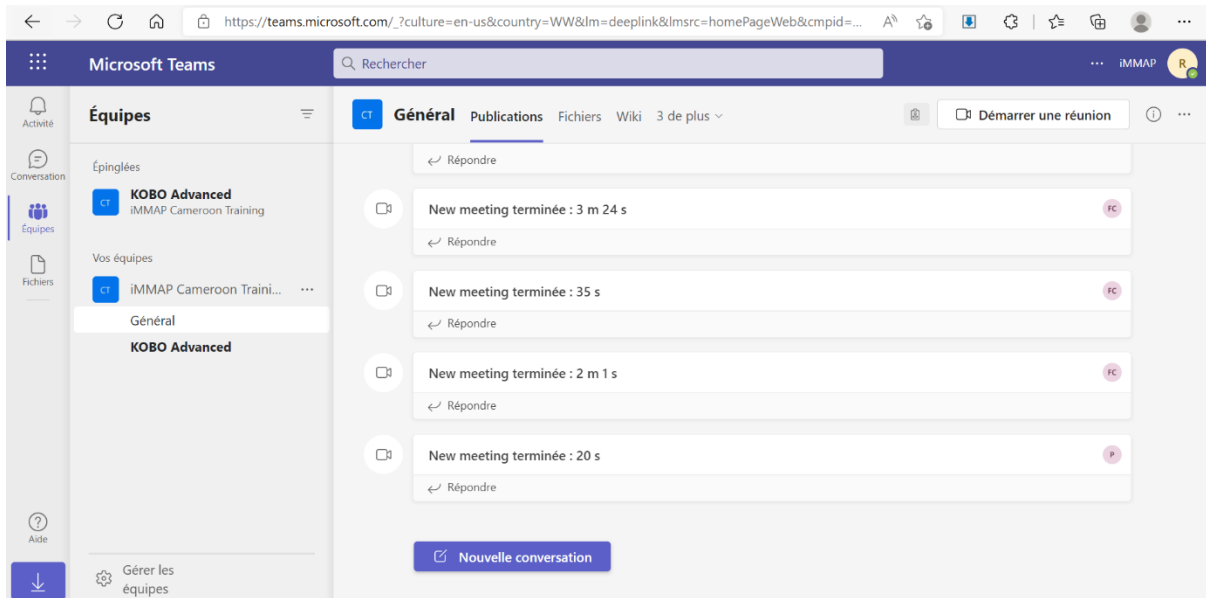 https://teams.microsoft.com/_?culture=en-us&country=WW&lm=deeplink&lmsrc=homePageWeb&cmpid=...
Microsoft Teams
Rechercher
iMMAP
R
Activité
Conversation
Équipes
Fichiers
Aide
Équipes
Épinglées
CT
KOBO Advanced
iMMAP Cameroon Training
Vos équipes
CT
iMMAP Cameroon Traini...
Général
KOBO Advanced
Gérer les
équipes
CT
Général Publications Fichiers Wiki 3 de plus
Démarrer une réunion
Répondre
New meeting terminée : 3 m 24 s
FC
Répondre
New meeting terminée : 35 s
FC
Répondre
New meeting terminée : 2 m 1 s
FC
Répondre
New meeting terminée : 20 s
P
Répondre
Nouvelle conversation